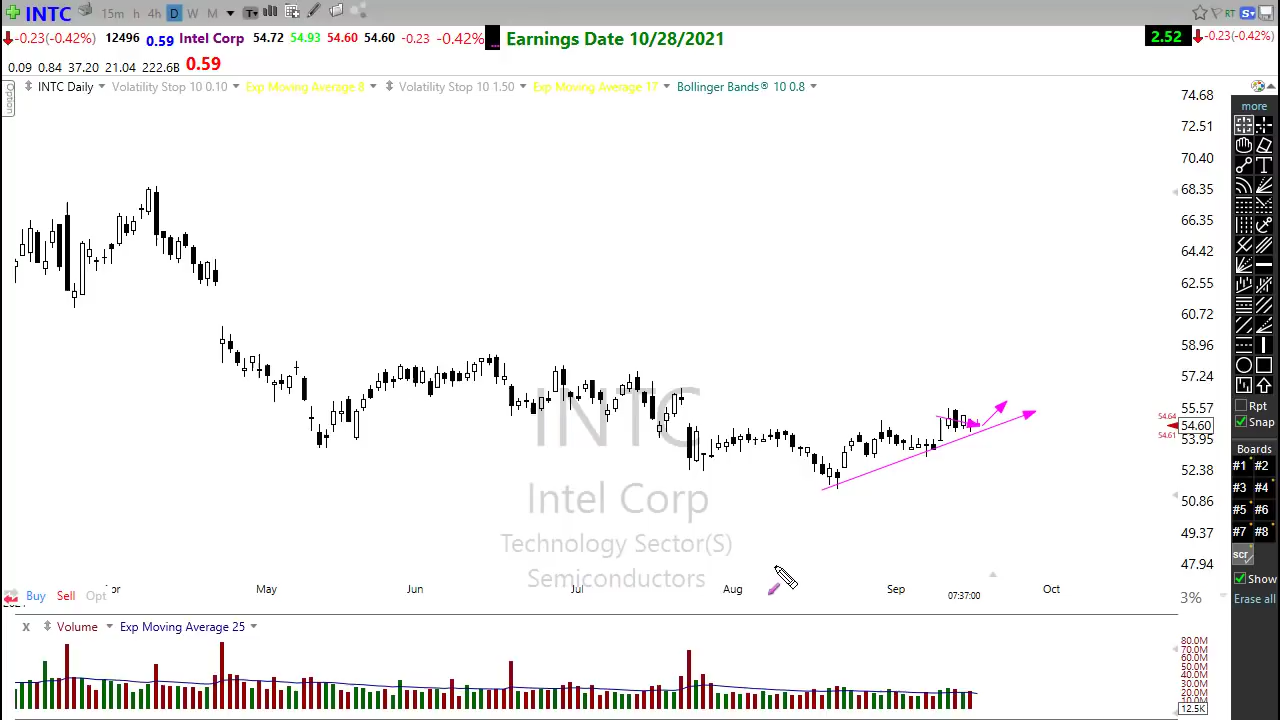 INTC 15m h 4h D W M T RT S
-0.23(-0.42%) 12496 0.59 Intel Corp 54.72 54.93 54.60 54.60 -0.23 -0.42% ... Earnings Date 10/28/2021 2.52 -0.23(-0.42%)
0.09 0.84 37.20 21.04 222.6B 0.59
Option INTC Daily Volatility Stop 10 0.10 Exp Moving Average 8 Volatility Stop 10 1.50 Exp Moving Average 17 Bollinger Bands® 10 0.8
74.68
more
72.51
70.40
68.35
66.35
64.42
62.55
60.72
58.96
57.24
55.57
54.64
54.60
54.61
53.95
52.38
50.86
49.37
47.94
Rpt
Snap
Boards
#1 #2
#3 #4
#5 #6
#7 #8
scr
Show
Erase all
INTC
Intel Corp
Technology Sector(S)
Semiconductors
May Jun Jul Aug Sep Oct
07:37:00
Buy Sell Opt
3%
X Volume Exp Moving Average 25
80.0M
70.0M
60.0M
50.0M
40.0M
30.0M
20.0M
12.5K